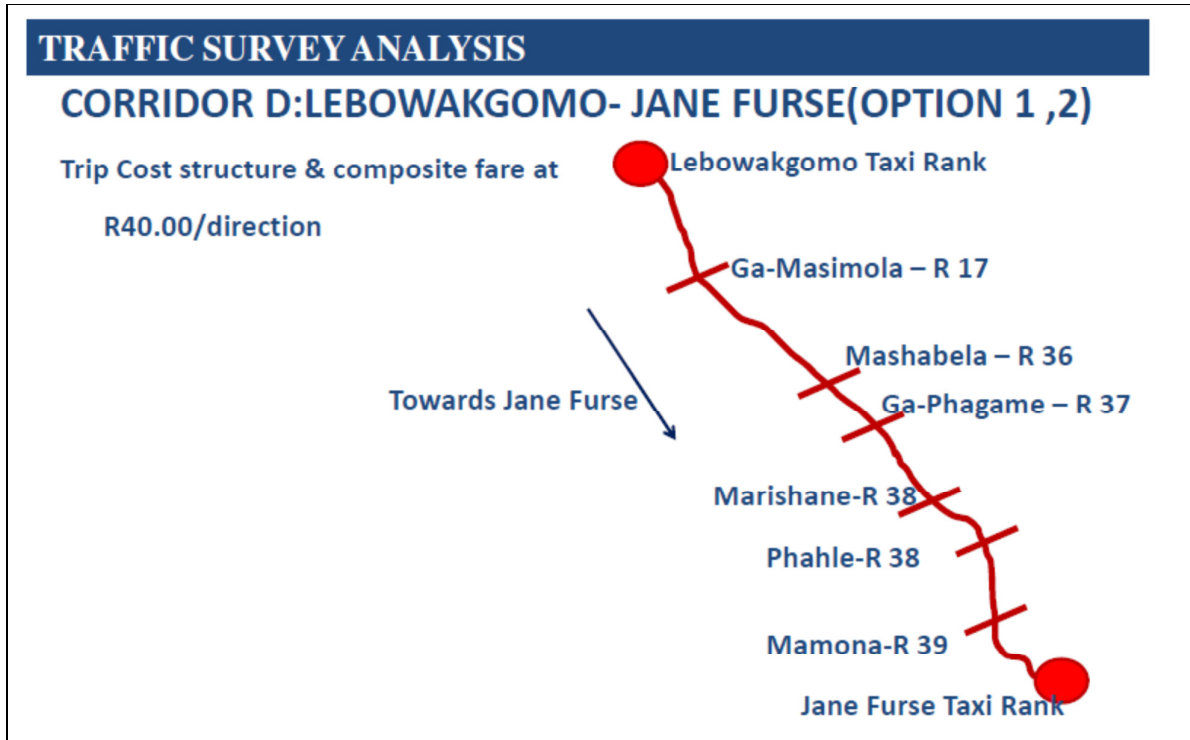 TRAFFIC SURVEY ANALYSIS
CORRIDOR D:LEBOWAKGOMO- JANE FURSE(OPTION 1 ,2)
Trip Cost structure & composite fare at
R40.00/direction
Lebowakgomo Taxi Rank
Ga-Masimola – R 17
Mashabela – R 36
Towards Jane Furse
Ga-Phagame – R 37
Marishane-R 38
Phahle-R 38
Mamona-R 39
Jane Furse Taxi Rank